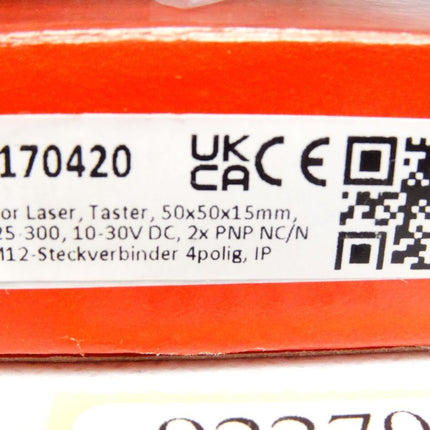 170420 UK CA CE
or Laser, Taster, 50x50x15mm,
25-300, 10-30V DC, 2x PNP NC/N
M12-Steckverbinder 4polig, IP